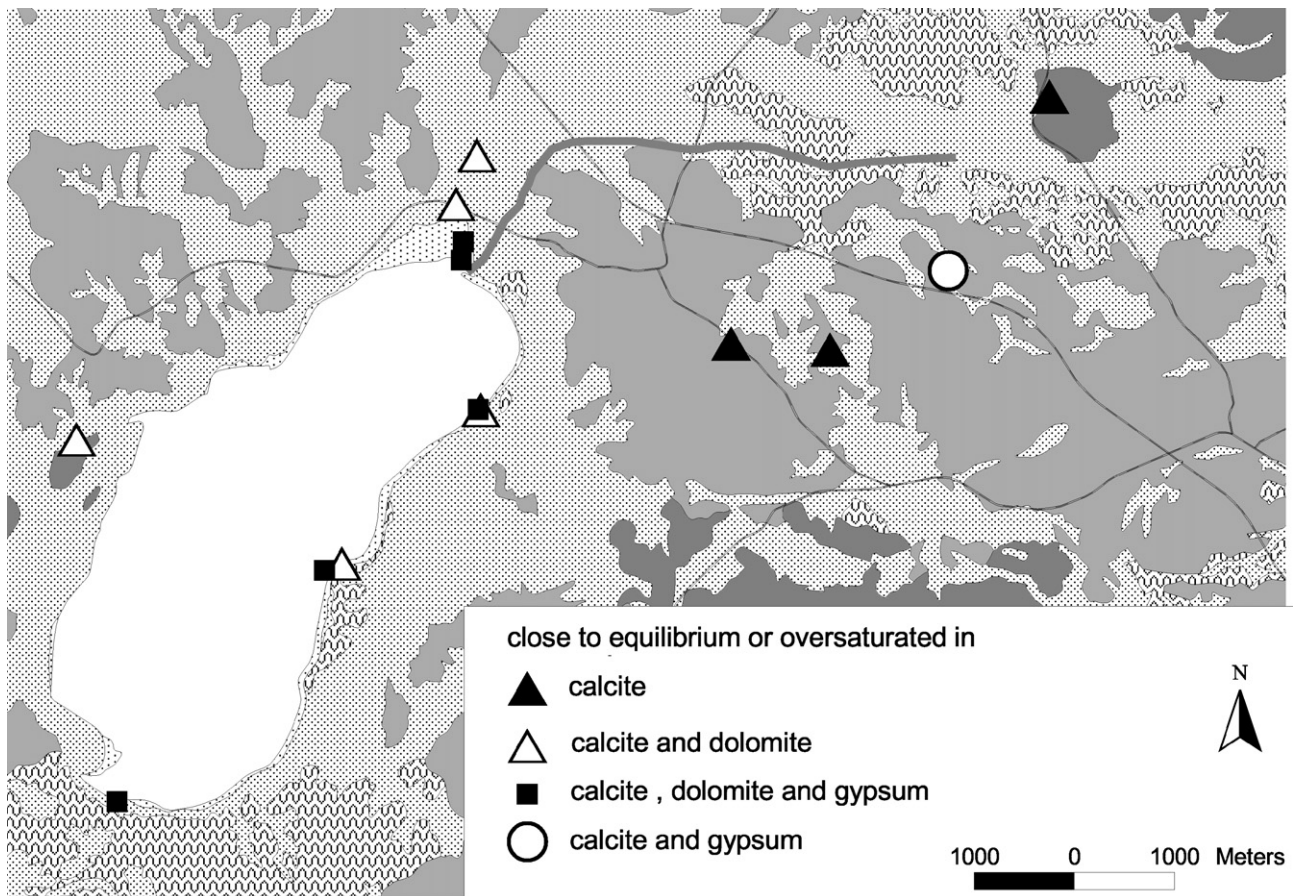 close to equilibrium or oversaturated in
calcite
calcite and dolomite
calcite , dolomite and gypsum
calcite and gypsum
N
1000 0 1000 Meters